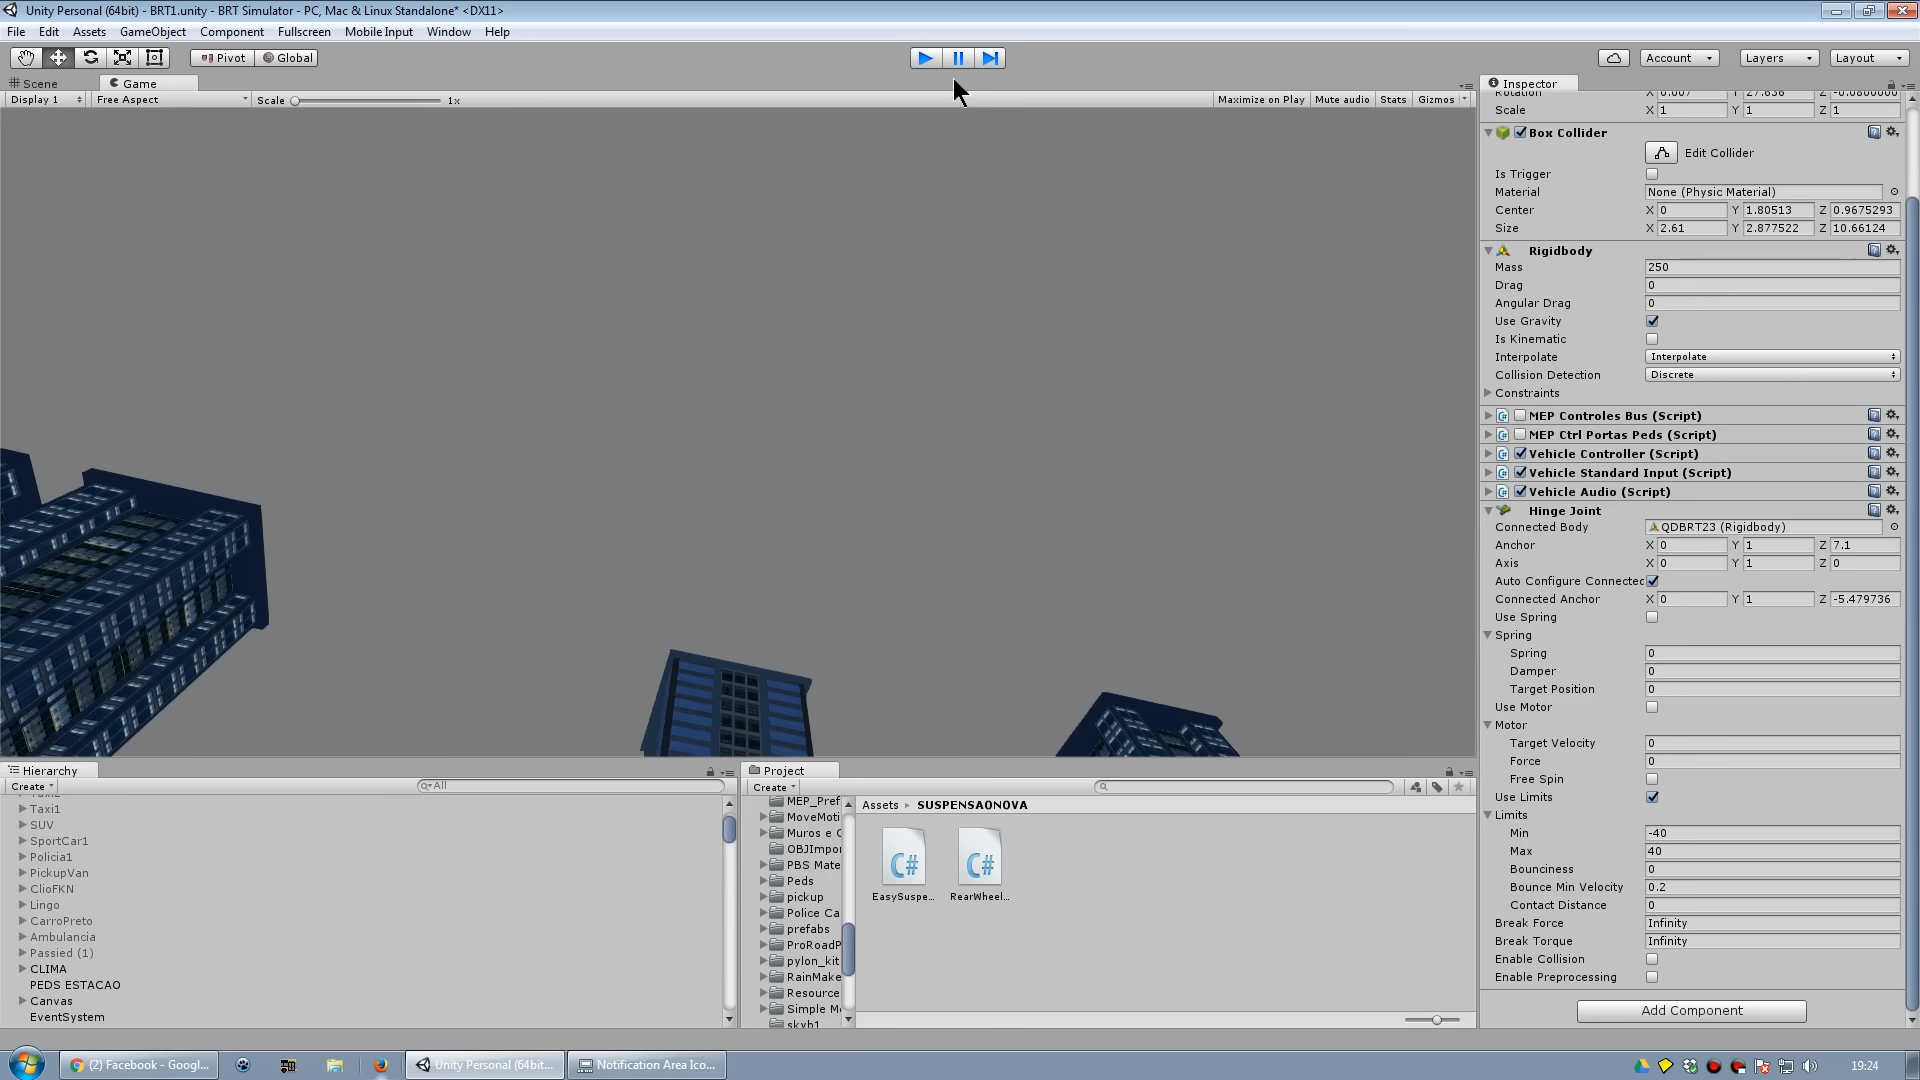 Unity Personal (64bit) - BRT1.unity - BRT Simulator - PC, Mac & Linux Standalone* <DX11>
File Edit Assets GameObject Component Fullscreen Mobile Input Window Help
Pivot Global Account Layers Layout
Scene Game Inspector
Display 1 Free Aspect Scale 1x Maximize on Play Mute audio Stats Gizmos
Rotation X 0.007 Y 27.636 Z -0.0800000
Scale X 1 Y 1 Z 1
Box Collider
Edit Collider
Is Trigger
Material None (Physic Material)
Center X 0 Y 1.80513 Z 0.9675293
Size X 2.61 Y 2.877522 Z 10.66124
Rigidbody
Mass 250
Drag 0
Angular Drag 0
Use Gravity
Is Kinematic
Interpolate Interpolate
Collision Detection Discrete
Constraints
MEP Controles Bus (Script)
MEP Ctrl Portas Peds (Script)
Vehicle Controller (Script)
Vehicle Standard Input (Script)
Vehicle Audio (Script)
Hinge Joint
Connected Body QDBRT23 (Rigidbody)
Anchor X 0 Y 1 Z 7.1
Axis X 0 Y 1 Z 0
Auto Configure Connected
Connected Anchor X 0 Y 1 Z -5.479736
Use Spring
Spring
Spring 0
Damper 0
Target Position 0
Use Motor
Motor
Target Velocity 0
Force 0
Free Spin
Use Limits
Limits
Min -40
Max 40
Bounciness 0
Bounce Min Velocity 0.2
Contact Distance 0
Break Force Infinity
Break Torque Infinity
Enable Collision
Enable Preprocessing
Add Component
Hierarchy
Create All
Taxi1
SUV
SportCar1
Policia1
PickupVan
ClioFKN
Lingo
CarroPreto
Ambulancia
Passied (1)
CLIMA
PEDS ESTACAO
Canvas
EventSystem
Project
Create
MEP_Pref
MoveMoti
Muros e C
OBJImpor
PBS Mate
Peds
pickup
Police Ca
prefabs
ProRoadP
pylon_kit
RainMake
Resource
Simple M
skyb1
Assets SUSPENSAONOVA
C# C#
EasySuspe... RearWheel...
(2) Facebook - Googl... Unity Personal (64bit... Notification Area Ico... 19:24